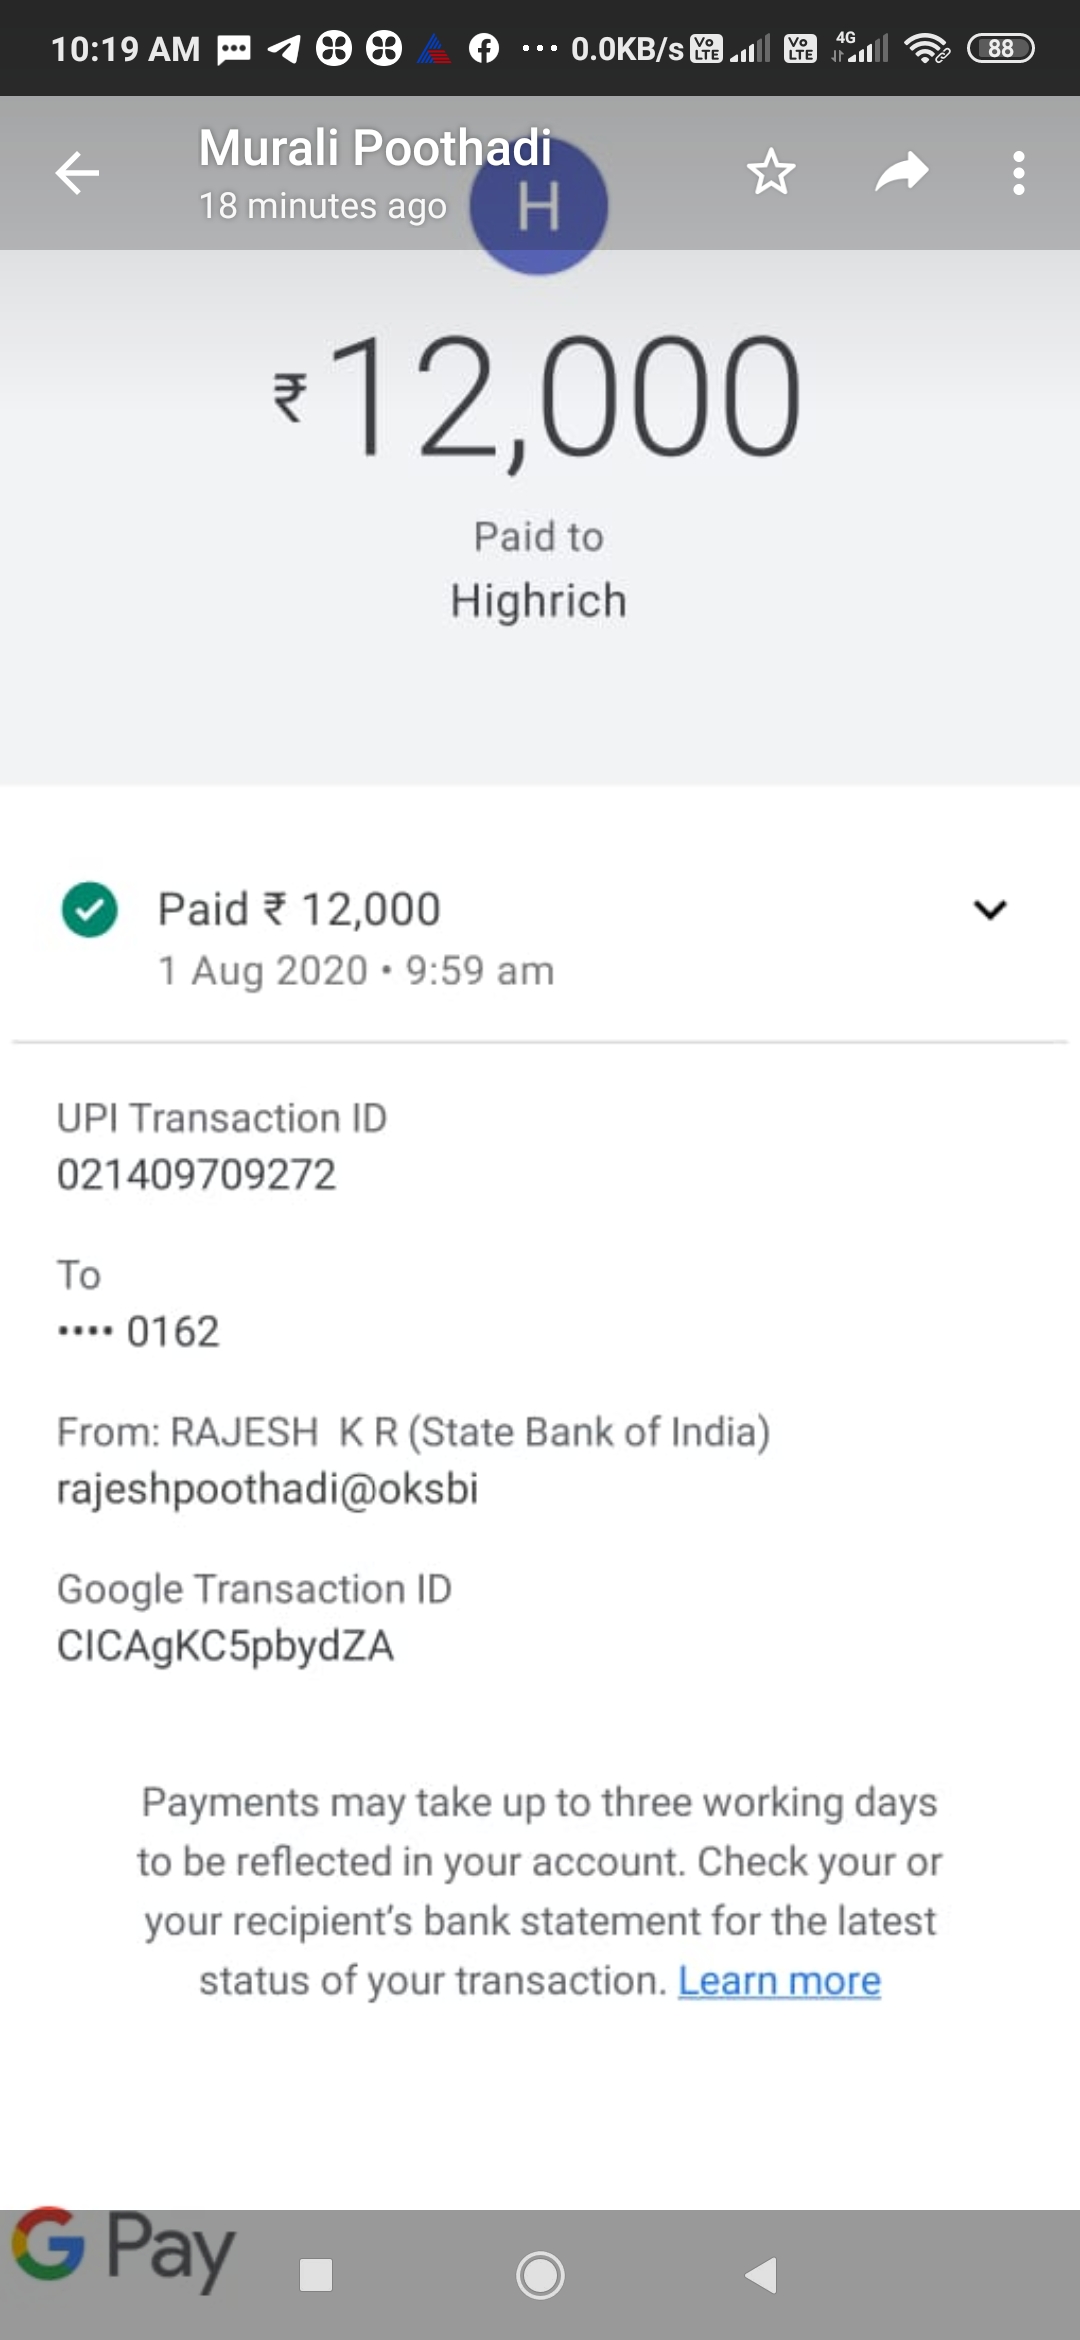 10:19 AM ... 0.0KB/s Vo LTE Vo LTE 4G 88
Murali Poothadi
18 minutes ago
H
₹12,000
Paid to
Highrich
Paid ₹ 12,000
1 Aug 2020 • 9:59 am
UPI Transaction ID
021409709272
To
•••• 0162
From: RAJESH  K R (State Bank of India)
rajeshpoothadi@oksbi
Google Transaction ID
CICAgKC5pbydZA
Payments may take up to three working days
to be reflected in your account. Check your or
your recipient's bank statement for the latest
status of your transaction. Learn more
G Pay